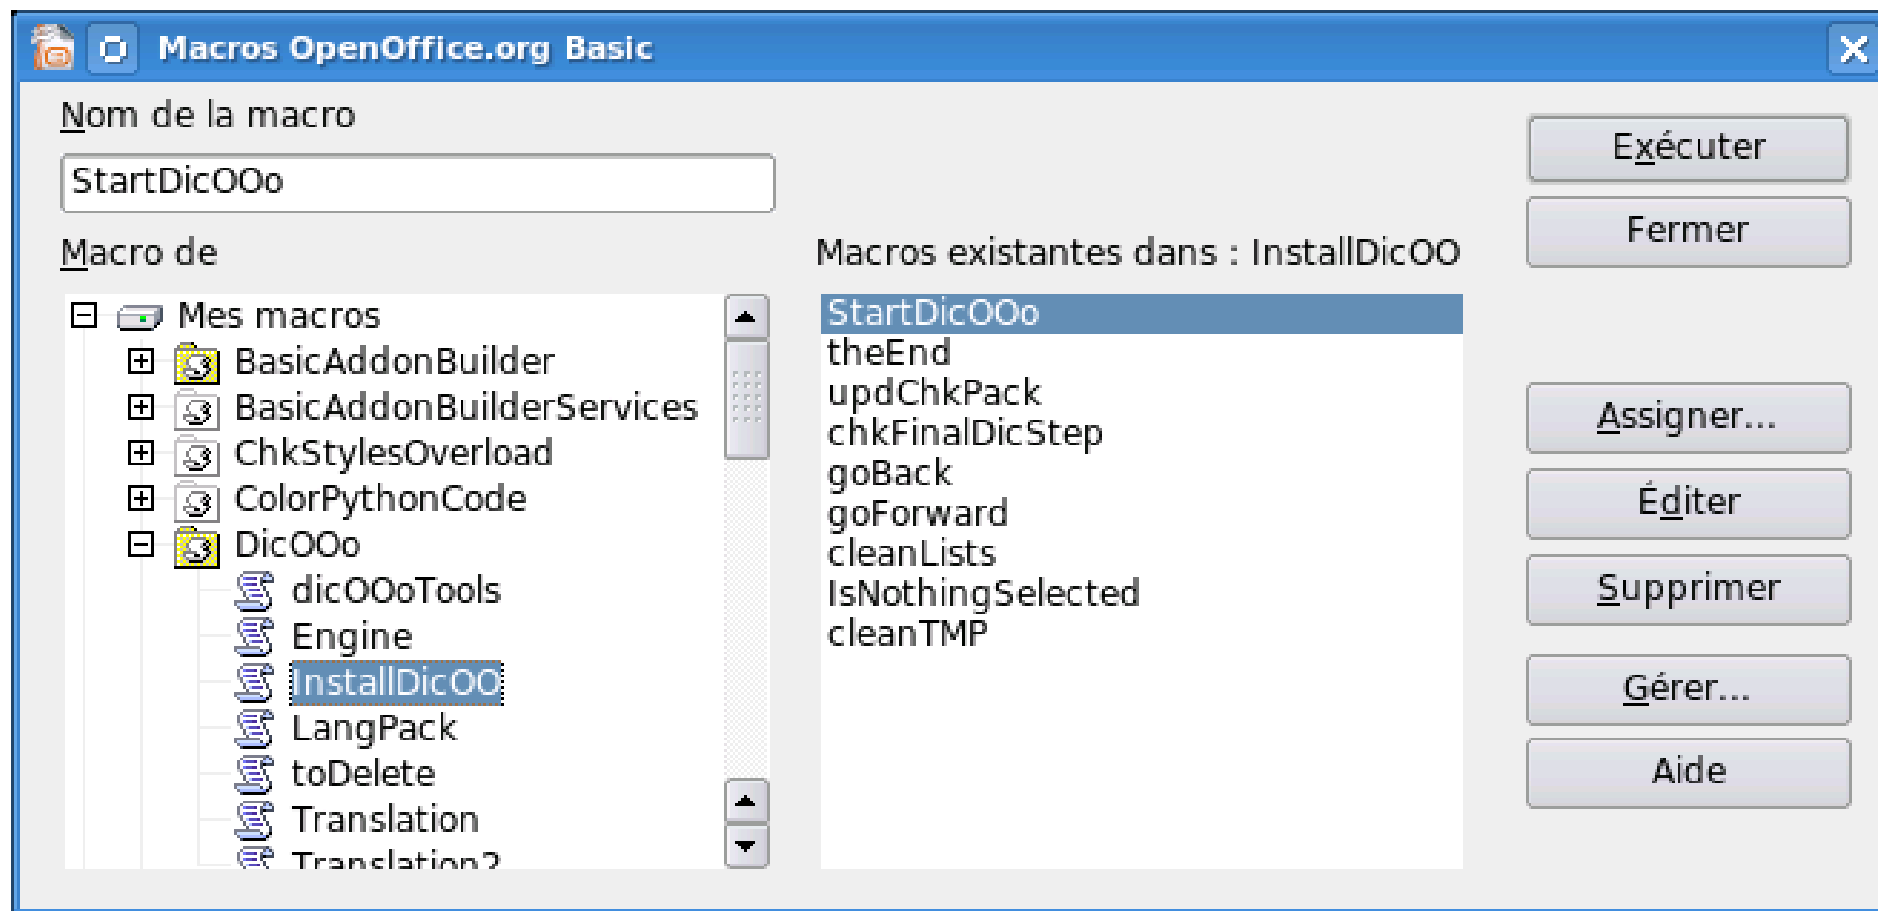 Macros OpenOffice.org Basic
Nom de la macro
StartDicOOo
Macro de
Mes macros
BasicAddonBuilder
BasicAddonBuilderServices
ChkStylesOverload
ColorPythonCode
DicOOo
dicOOoTools
Engine
InstallDicOO
LangPack
toDelete
Translation
Translation2
Macros existantes dans : InstallDicOO
StartDicOOo
theEnd
updChkPack
chkFinalDicStep
goBack
goForward
cleanLists
IsNothingSelected
cleanTMP
Exécuter
Fermer
Assigner...
Éditer
Supprimer
Gérer...
Aide